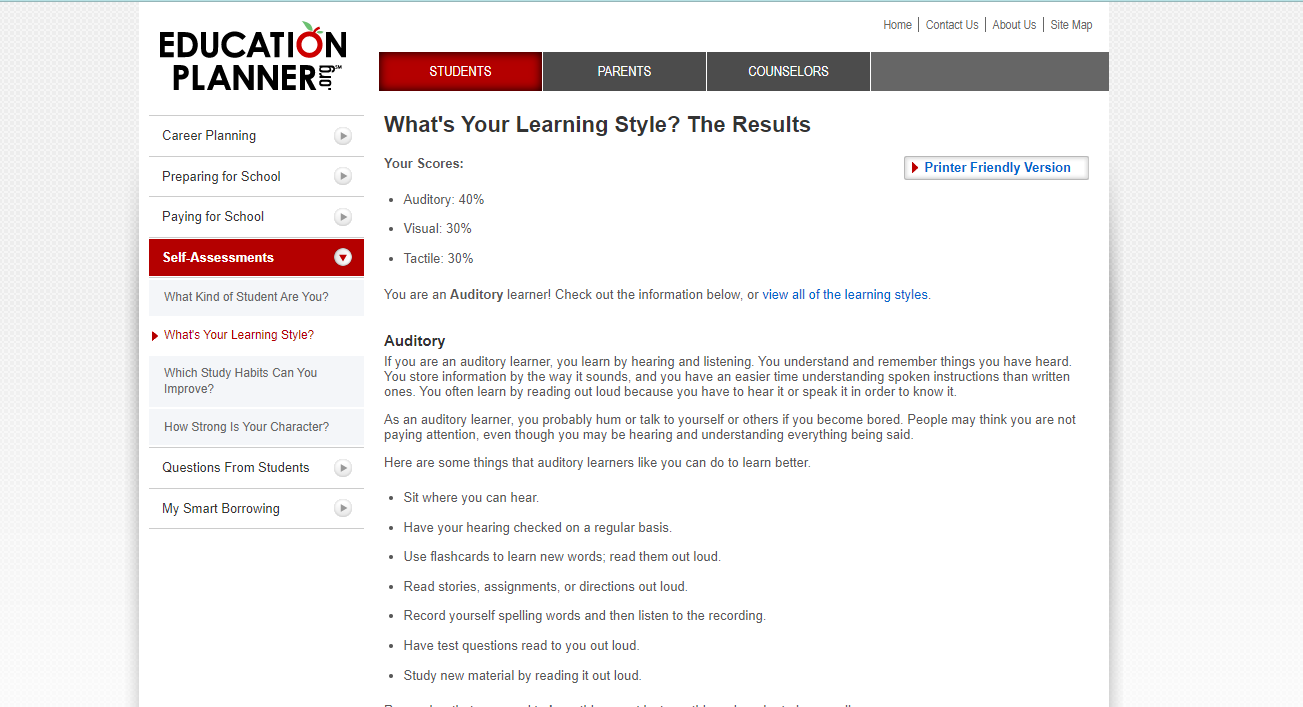 Home | Contact Us | About Us | Site Map
EDUCATION
PLANNER.org℠
STUDENTS
PARENTS
COUNSELORS
Career Planning
Preparing for School
Paying for School
Self-Assessments
What Kind of Student Are You?
What's Your Learning Style?
Which Study Habits Can You
Improve?
How Strong Is Your Character?
Questions From Students
My Smart Borrowing
What's Your Learning Style? The Results
Your Scores:
Printer Friendly Version
• Auditory: 40%
• Visual: 30%
• Tactile: 30%
You are an Auditory learner! Check out the information below, or view all of the learning styles.
Auditory
If you are an auditory learner, you learn by hearing and listening. You understand and remember things you have heard.
You store information by the way it sounds, and you have an easier time understanding spoken instructions than written
ones. You often learn by reading out loud because you have to hear it or speak it in order to know it.
As an auditory learner, you probably hum or talk to yourself or others if you become bored. People may think you are not
paying attention, even though you may be hearing and understanding everything being said.
Here are some things that auditory learners like you can do to learn better.
• Sit where you can hear.
• Have your hearing checked on a regular basis.
• Use flashcards to learn new words; read them out loud.
• Read stories, assignments, or directions out loud.
• Record yourself spelling words and then listen to the recording.
• Have test questions read to you out loud.
• Study new material by reading it out loud.